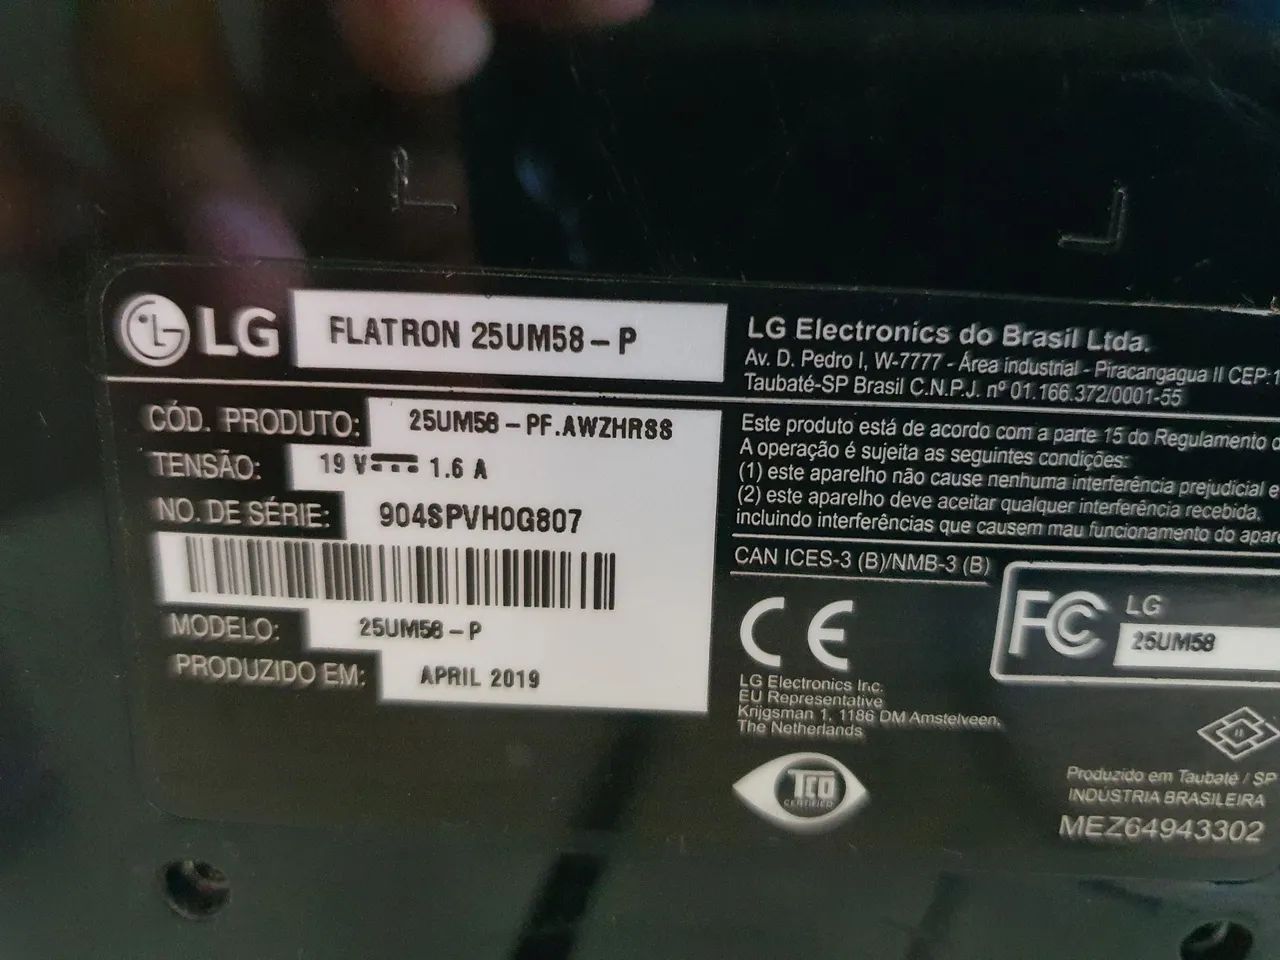 LG FLATRON 25UM58-P
CÓD. PRODUTO: 25UM58-PF.AWZHRSS
TENSÃO: 19 V 1.6 A
NO. DE SÉRIE: 904SPVH0G807
MODELO: 25UM58-P
PRODUZIDO EM: APRIL 2019
LG Electronics do Brasil Ltda.
Av. D. Pedro I, W-7777 - Área industrial - Piracangagua II CEP:1
Taubaté-SP Brasil C.N.P.J. nº 01.166.372/0001-55
Este produto está de acordo com a parte 15 do Regulamento
A operação é sujeita as seguintes condições:
(1) este aparelho não cause nenhuma interferência prejudicial e
(2) este aparelho deve aceitar qualquer interferência recebida,
incluindo interferências que causem mau funcionamento do
CAN ICES-3 (B)/NMB-3 (B)
CE
FC LG
25UM58
LG Electronics Inc.
EU Representative
Krijgsman 1, 1186 DM Amstelveen,
The Netherlands
TCO
CERTIFIED
Produzido em Taubaté / SP
INDÚSTRIA BRASILEIRA
MEZ64943302